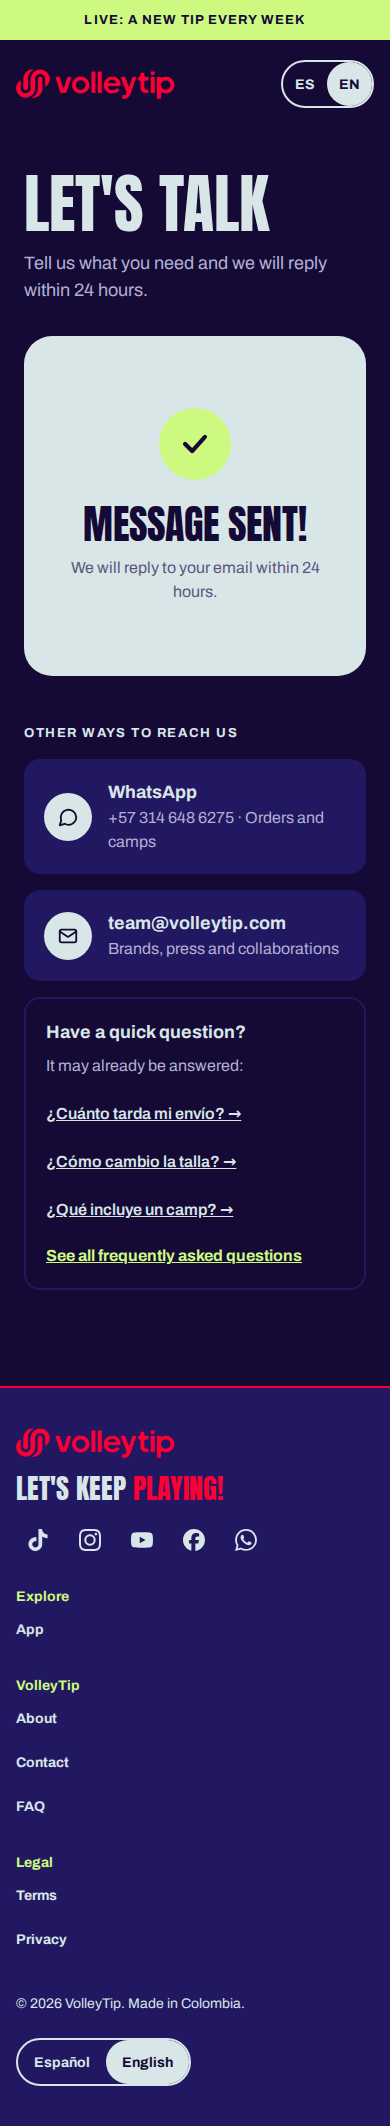 LIVE: A NEW TIP EVERY WEEK
volleytip
ES EN
LET'S TALK
Tell us what you need and we will reply
within 24 hours.
MESSAGE SENT!
We will reply to your email within 24
hours.
OTHER WAYS TO REACH US
WhatsApp
+57 314 648 6275 · Orders and
camps
team@volleytip.com
Brands, press and collaborations
Have a quick question?
It may already be answered:
¿Cuánto tarda mi envío? →
¿Cómo cambio la talla? →
¿Qué incluye un camp? →
See all frequently asked questions
volleytip
LET'S KEEP PLAYING!
Explore
App
VolleyTip
About
Contact
FAQ
Legal
Terms
Privacy
© 2026 VolleyTip. Made in Colombia.
Español English